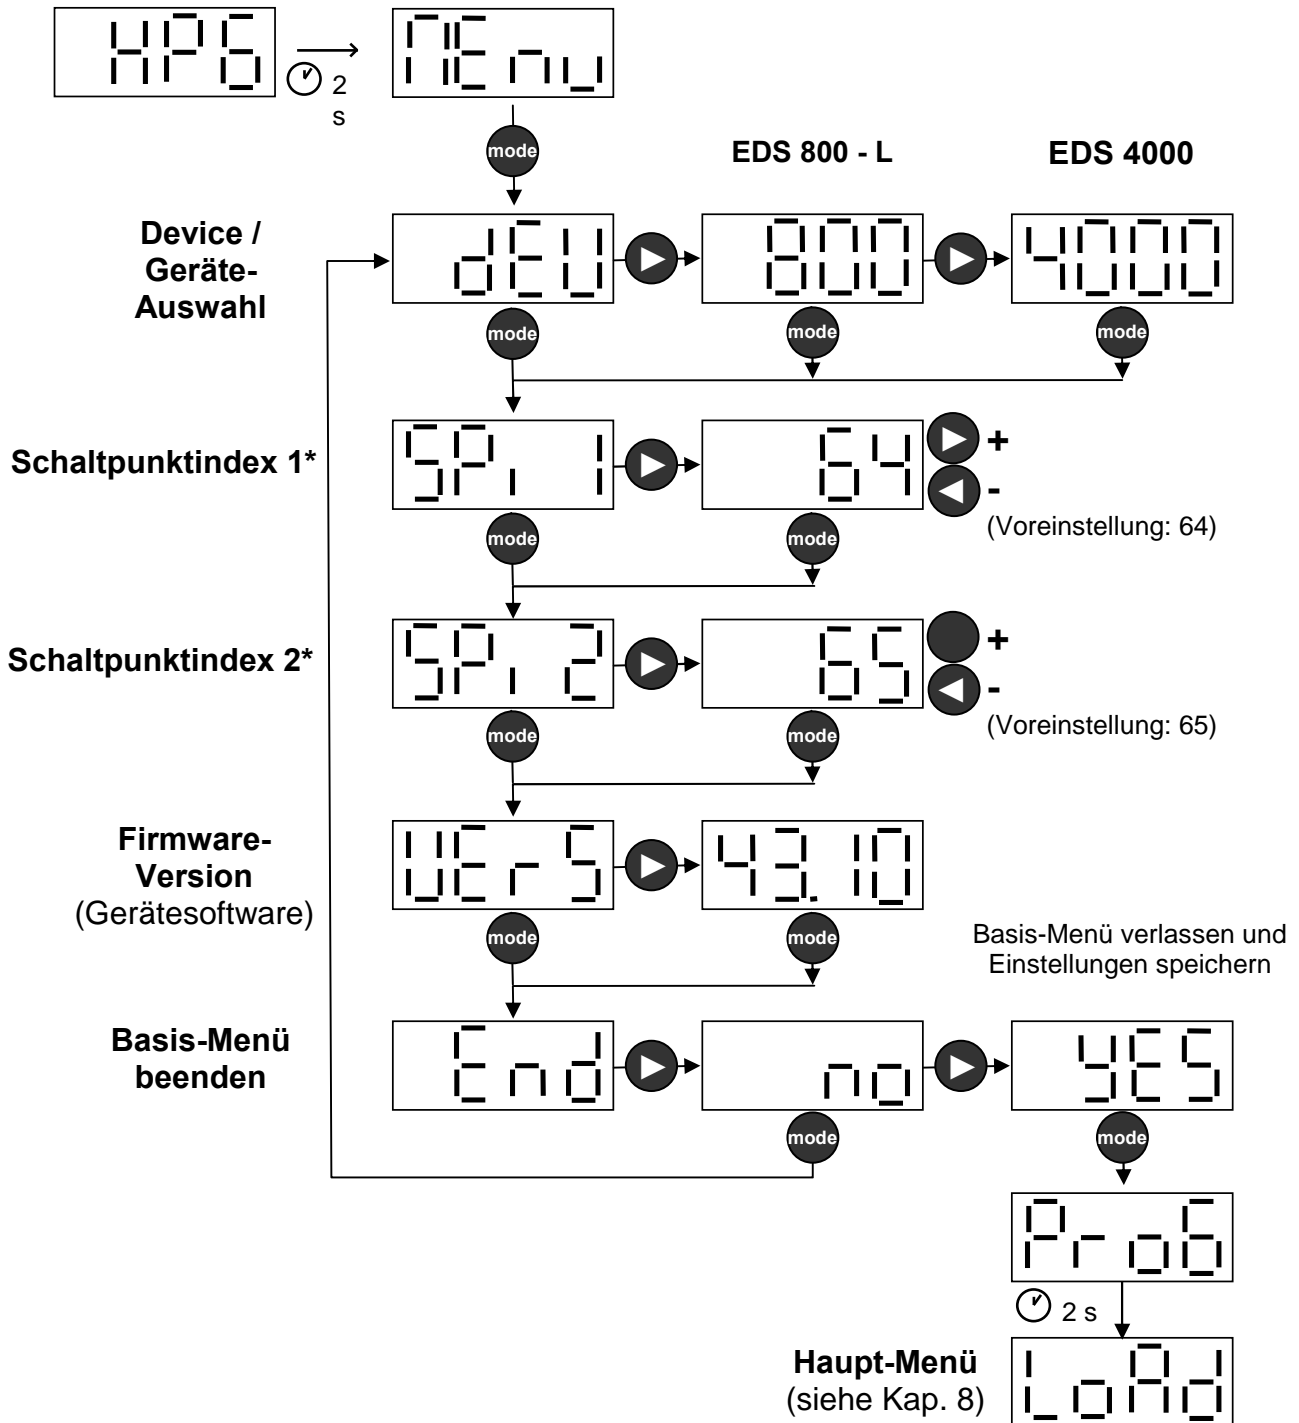 HPG
2
s
MEnu
mode
EDS 800 - L
EDS 4000
Device /
Geräte-
Auswahl
dEV
800
4000
mode
mode
mode
Schaltpunktindex 1*
SPi 1
64
+
-
(Voreinstellung: 64)
mode
mode
Schaltpunktindex 2*
SPi 2
65
+
-
(Voreinstellung: 65)
mode
mode
Firmware-
Version
(Gerätesoftware)
VErS
43.10
mode
mode
Basis-Menü verlassen und
Einstellungen speichern
Basis-Menü
beenden
End
no
yES
mode
mode
ProG
2 s
Haupt-Menü
(siehe Kap. 8)
LoAd